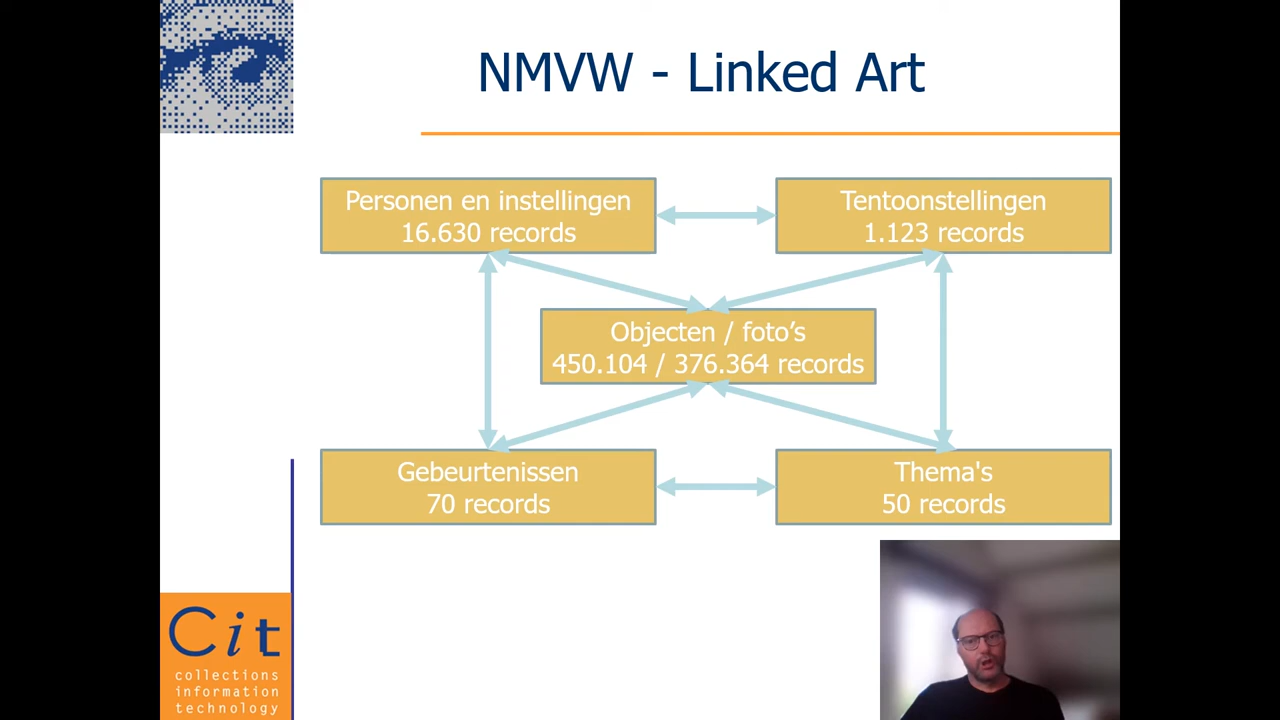 NMVW - Linked Art
Personen en instellingen
16.630 records
Tentoonstellingen
1.123 records
Objecten / foto’s
450.104 / 376.364 records
Gebeurtenissen
70 records
Thema's
50 records
Cit
collections
information
technology